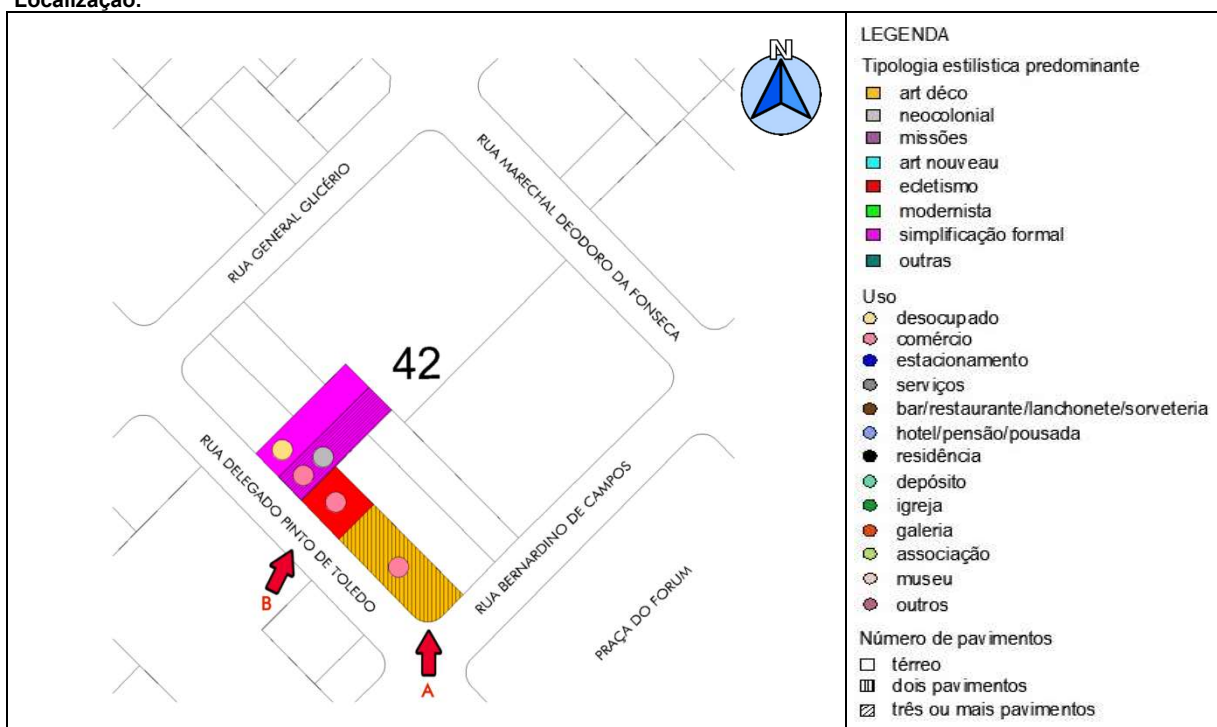 Localização:
N
RUA GENERAL GLICÉRIO
RUA MARECHAL DEODORO DA FONSECA
42
RUA DELEGADO PINTO DE TOLEDO
RUA BERNARDINO DE CAMPOS
PRAÇA DO FORUM
B
A
LEGENDA
Tipologia estilística predominante
art déco
neocolonial
missões
art nouveau
ecletismo
modernista
simplificação formal
outras
Uso
desocupado
comércio
estacionamento
serviços
bar/restaurante/lanchonete/sorveteria
hotel/pensão/pousada
residência
depósito
igreja
galeria
associação
museu
outros
Número de pavimentos
térreo
dois pavimentos
três ou mais pavimentos